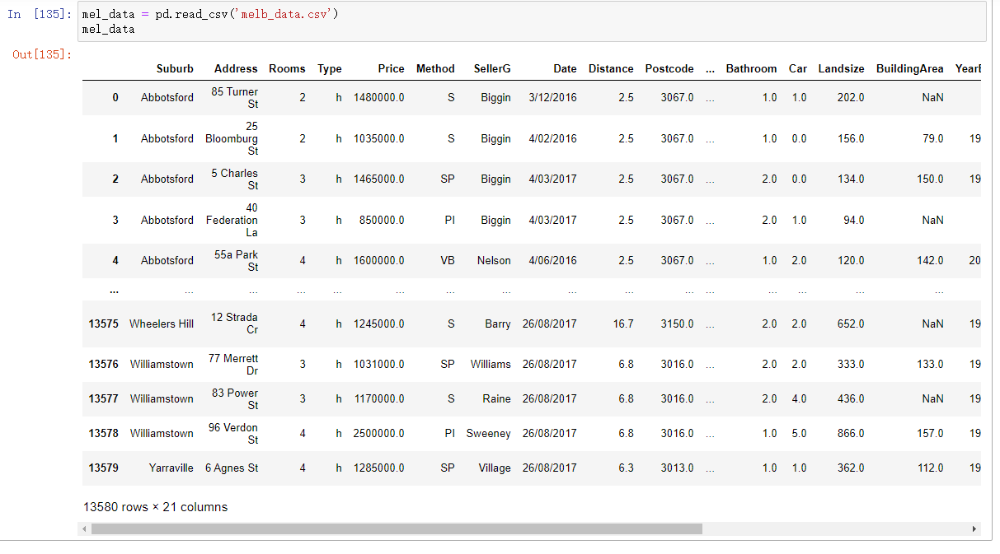 In [135]: mel_data = pd.read_csv('melb_data.csv')
mel_data
Out[135]:
Suburb Address Rooms Type Price Method SellerG Date Distance Postcode ... Bathroom Car Landsize BuildingArea YearB
0 Abbotsford 85 Turner St 2 h 1480000.0 S Biggin 3/12/2016 2.5 3067.0 ... 1.0 1.0 202.0 NaN
1 Abbotsford 25 Bloomburg St 2 h 1035000.0 S Biggin 4/02/2016 2.5 3067.0 ... 1.0 0.0 156.0 79.0 19
2 Abbotsford 5 Charles St 3 h 1465000.0 SP Biggin 4/03/2017 2.5 3067.0 ... 2.0 0.0 134.0 150.0 19
3 Abbotsford 40 Federation La 3 h 850000.0 PI Biggin 4/03/2017 2.5 3067.0 ... 2.0 1.0 94.0 NaN
4 Abbotsford 55a Park St 4 h 1600000.0 VB Nelson 4/06/2016 2.5 3067.0 ... 1.0 2.0 120.0 142.0 20
... ... ... ... ... ... ... ... ... ... ... ... ... ... ...
13575 Wheelers Hill 12 Strada Cr 4 h 1245000.0 S Barry 26/08/2017 16.7 3150.0 ... 2.0 2.0 652.0 NaN 19
13576 Williamstown 77 Merrett Dr 3 h 1031000.0 SP Williams 26/08/2017 6.8 3016.0 ... 2.0 2.0 333.0 133.0 19
13577 Williamstown 83 Power St 3 h 1170000.0 S Raine 26/08/2017 6.8 3016.0 ... 2.0 4.0 436.0 NaN 19
13578 Williamstown 96 Verdon St 4 h 2500000.0 PI Sweeney 26/08/2017 6.8 3016.0 ... 1.0 5.0 866.0 157.0 19
13579 Yarraville 6 Agnes St 4 h 1285000.0 SP Village 26/08/2017 6.3 3013.0 ... 1.0 1.0 362.0 112.0 19
13580 rows × 21 columns